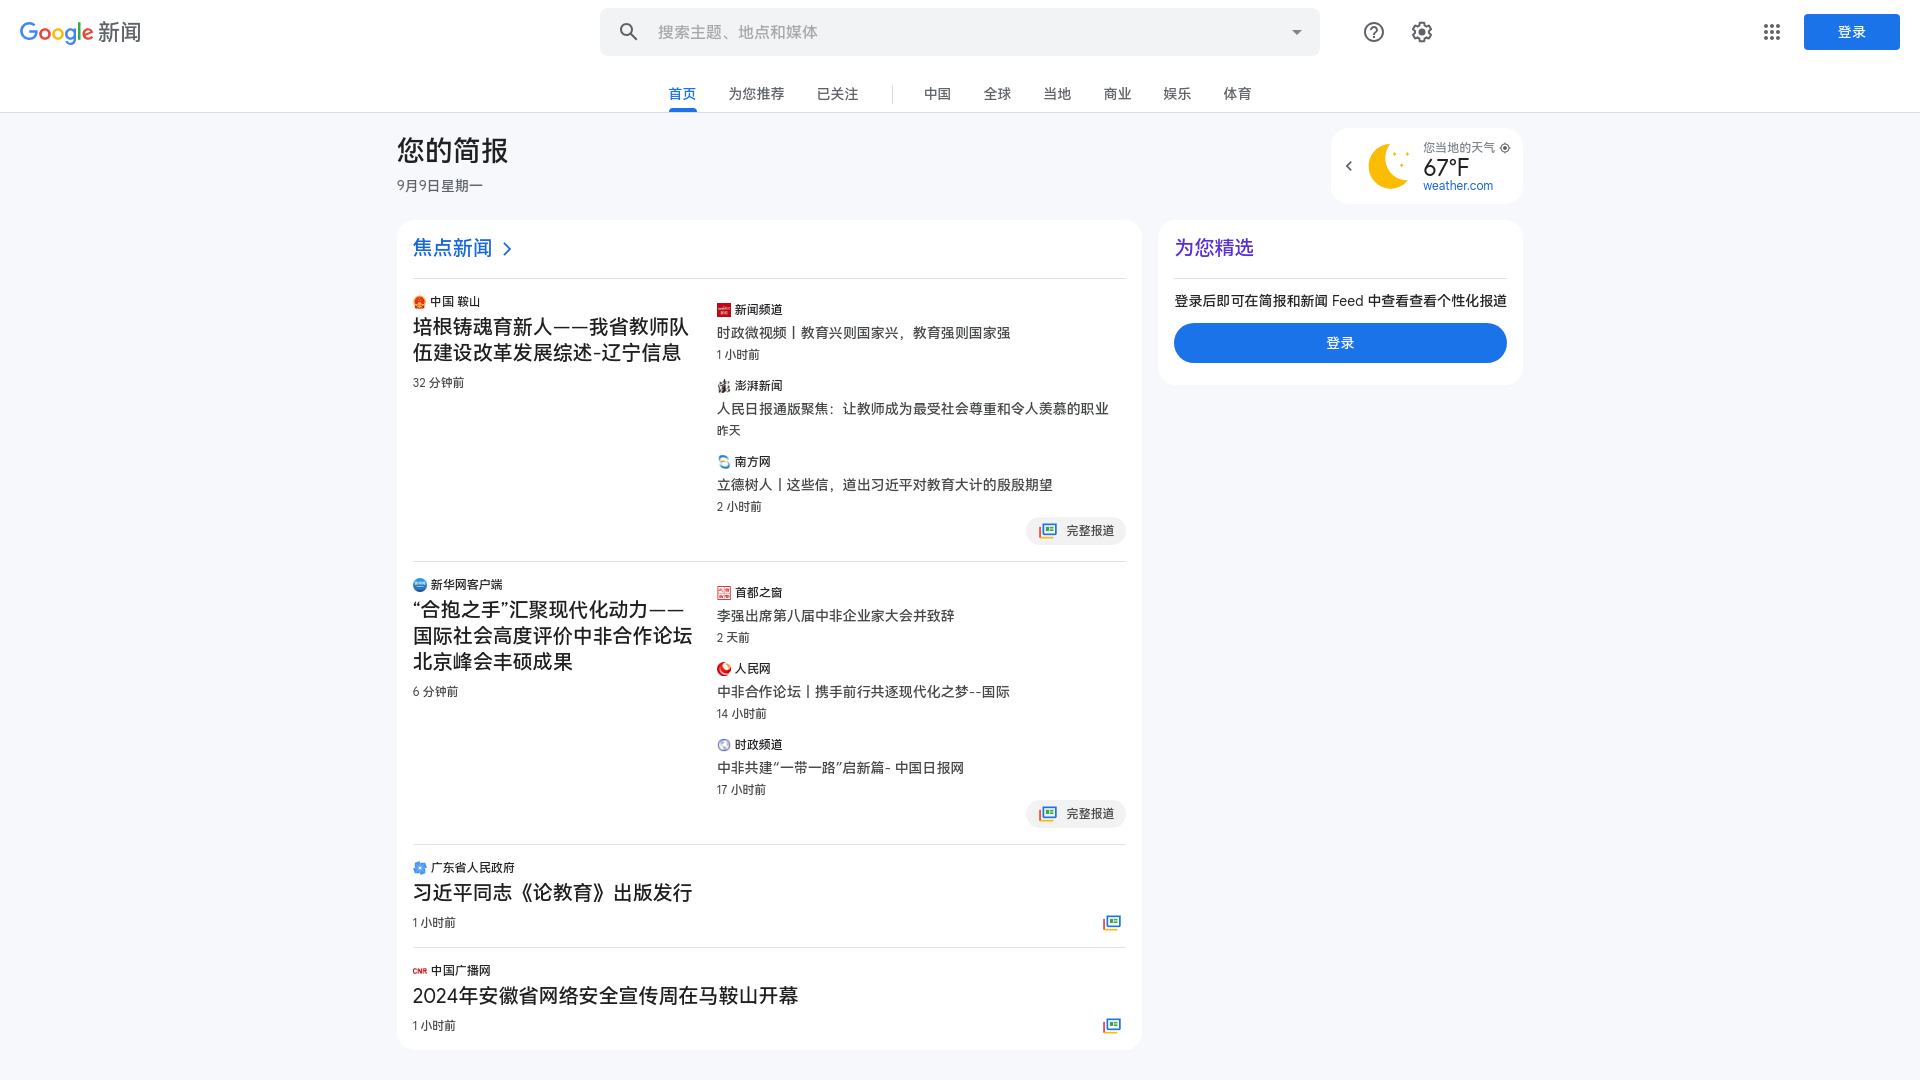 Google 新闻
搜索主题、地点和媒体
登录
首页
为您推荐
已关注
中国
全球
当地
商业
娱乐
体育
您的简报
9月9日星期一
您当地的天气
67°F
weather.com
焦点新闻
中国 鞍山
培根铸魂育新人——我省教师队
伍建设改革发展综述-辽宁信息
32 分钟前
新闻频道
时政微视频丨教育兴则国家兴，教育强则国家强
1 小时前
澎湃新闻
人民日报通版聚焦：让教师成为最受社会尊重和令人羡慕的职业
昨天
南方网
立德树人丨这些信，道出习近平对教育大计的殷殷期望
2 小时前
完整报道
新华网客户端
“合抱之手”汇聚现代化动力——
国际社会高度评价中非合作论坛
北京峰会丰硕成果
6 分钟前
首都之窗
李强出席第八届中非企业家大会并致辞
2 天前
人民网
中非合作论坛丨携手前行共逐现代化之梦--国际
14 小时前
时政频道
中非共建“一带一路”启新篇- 中国日报网
17 小时前
完整报道
广东省人民政府
习近平同志《论教育》出版发行
1 小时前
CNR 中国广播网
2024年安徽省网络安全宣传周在马鞍山开幕
1 小时前
为您精选
登录后即可在简报和新闻 Feed 中查看查看个性化报道
登录